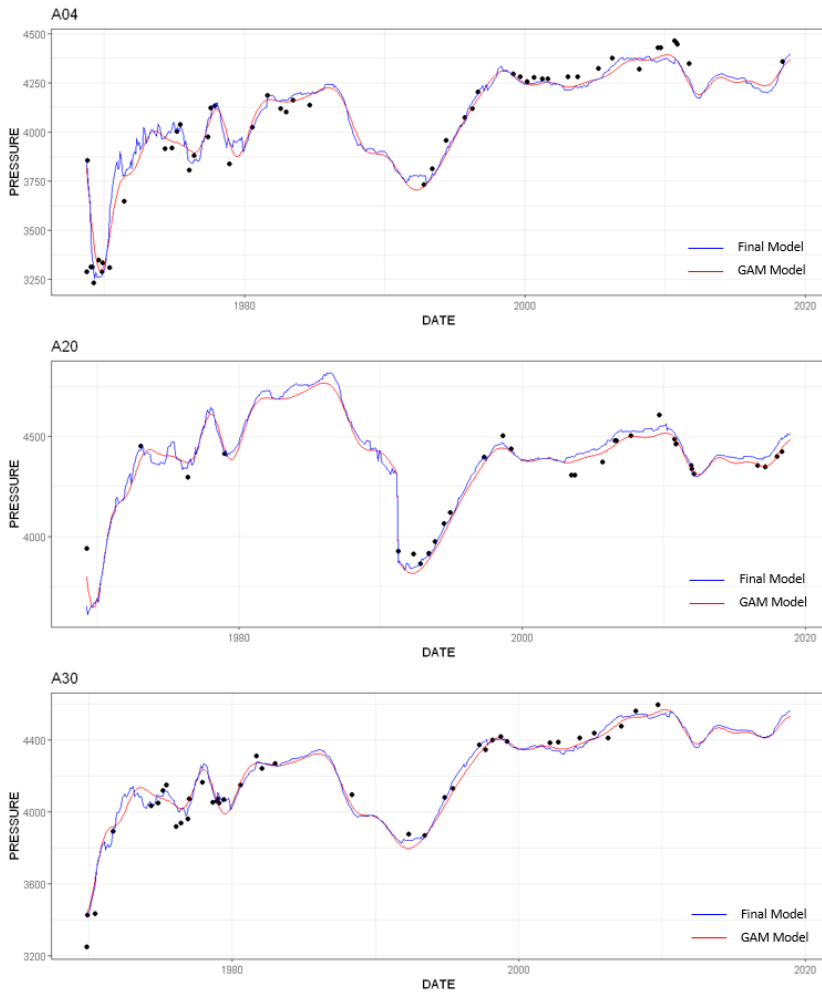 A04
4500
4250
4000
3750
3500
3250
PRESSURE
1980
2000
2020
DATE
Final Model
GAM Model
A20
4500
4000
PRESSURE
1980
2000
2020
DATE
Final Model
GAM Model
A30
4400
4000
3600
3200
PRESSURE
1980
2000
2020
DATE
Final Model
GAM Model